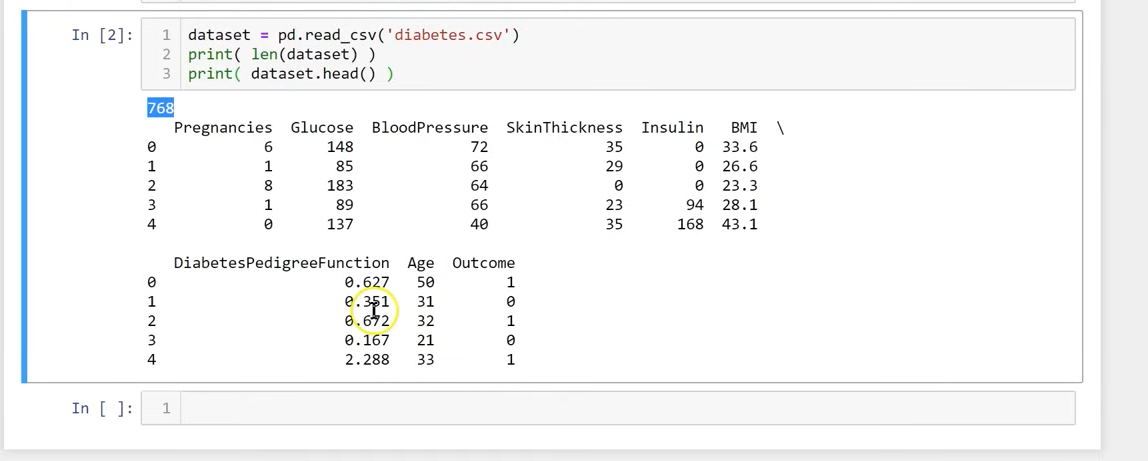 In [2]:
1 dataset = pd.read_csv('diabetes.csv')
2 print( len(dataset) )
3 print( dataset.head() )
768
Pregnancies Glucose BloodPressure SkinThickness Insulin BMI \
0 6 148 72 35 0 33.6
1 1 85 66 29 0 26.6
2 8 183 64 0 0 23.3
3 1 89 66 23 94 28.1
4 0 137 40 35 168 43.1
DiabetesPedigreeFunction Age Outcome
0 0.627 50 1
1 0.351 31 0
2 0.672 32 1
3 0.167 21 0
4 2.288 33 1
In [ ]: 1